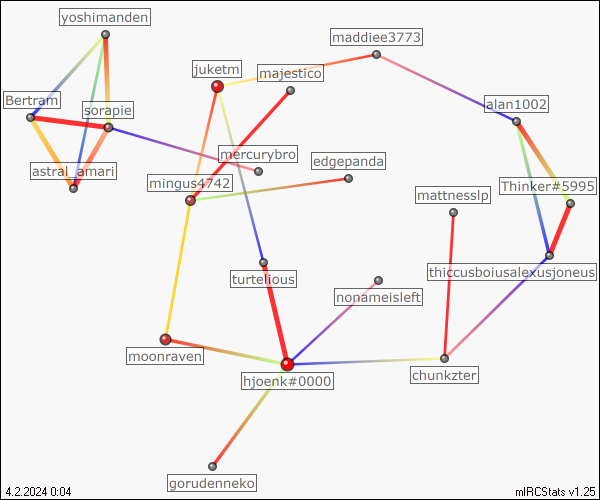 yoshimanden
maddiee3773
juketm
majestico
Bertram
sorapie
alan1002
mercurybro
edgepanda
astral_amari
mingus4742
Thinker#5995
mattnesslp
thiccusboiusalexusjoneus
turtelious
nonameisleft
moonraven
hjoenk#0000
chunkzter
gorudenneko
4.2.2024 0:04
mIRCStats v1.25